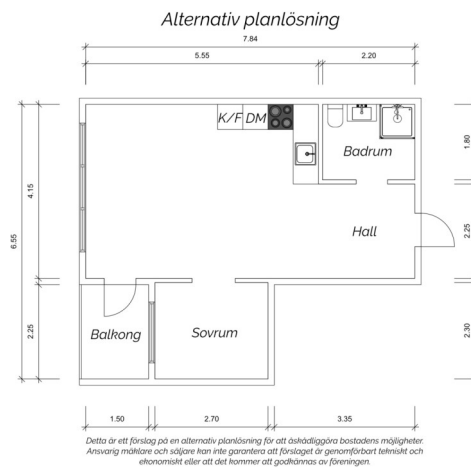 Alternativ planlösning
7.84
5.55
2.20
K/F
DM
Badrum
1.80
4.15
6.55
Hall
2.25
2.25
Balkong
Sovrum
2.30
1.50
2.70
3.35
Detta är ett förslag på en alternativ planlösning för att åskådliggöra bostadens möjligheter.
Ansvarig mäklare och säljare kan inte garantera att förslaget är genomförbart tekniskt och
ekonomiskt eller att det kommer att godkännas av föreningen.